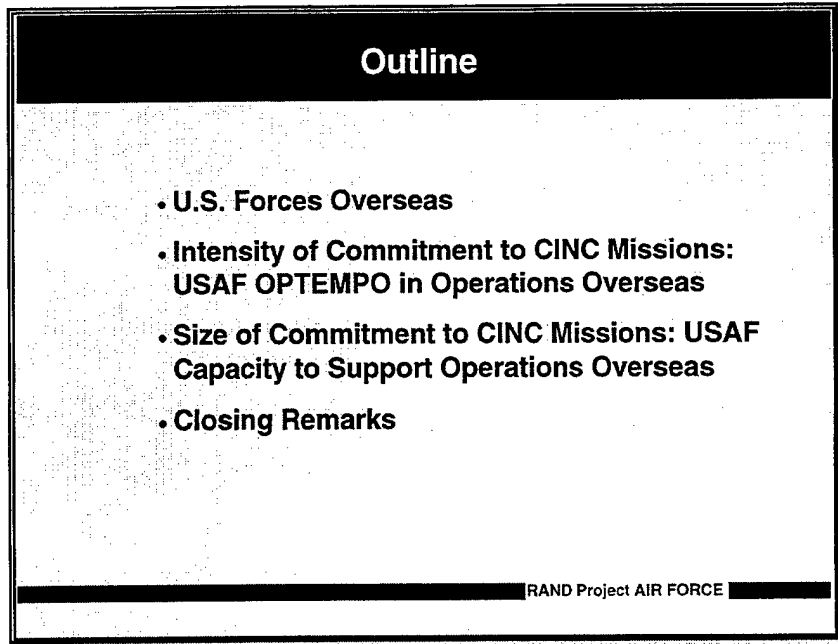 Outline
• U.S. Forces Overseas
• Intensity of Commitment to CINC Missions:
USAF OPTEMPO in Operations Overseas
• Size of Commitment to CINC Missions: USAF
Capacity to Support Operations Overseas
• Closing Remarks
RAND Project AIR FORCE